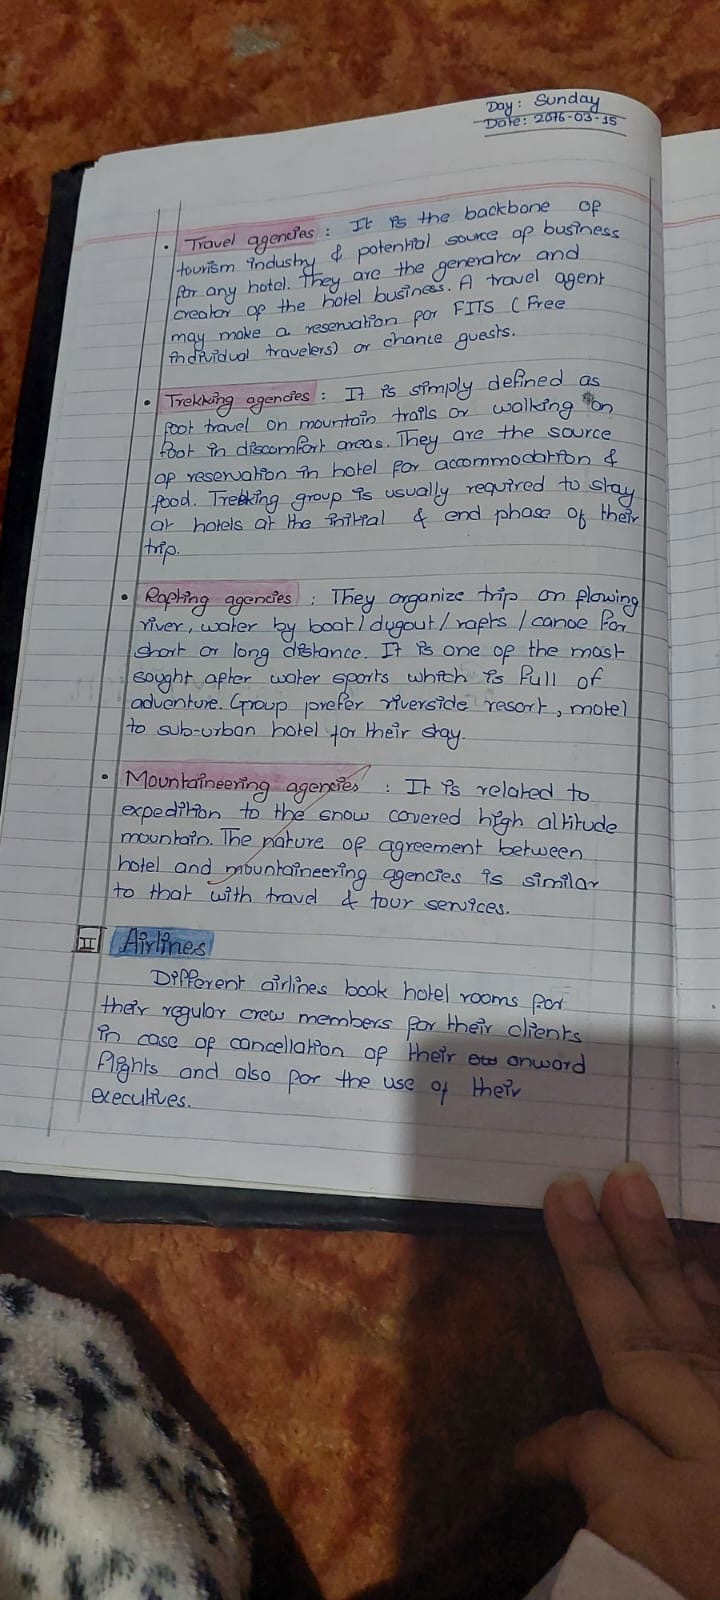 Day: Sunday
Date: 2076-03-15
• Travel agencies : It is the backbone of
tourism industry & potential source of business
for any hotel. They are the generator and
creator of the hotel business. A travel agent
may make a reservation for FITS (Free
individual travelers) or chance guests.
• Trekking agencies : It is simply defined as
foot travel on mountain trails or walking on
foot in discomfort areas. They are the source
of reservation in hotel for accommodation &
food. Trekking group is usually required to stay
at hotels at the initial & end phase of their
trip.
• Rafting agencies : They organize trip on flowing
river, water by boat/dugout/rafts/canoe for
short or long distance. It is one of the most
sought after water sports which is full of
adventure. Group prefer riverside resort, motel
to sub-urban hotel for their stay.
• Mountaineering agencies : It is related to
expedition to the snow covered high altitude
mountain. The nature of agreement between
hotel and mountaineering agencies is similar
to that with travel & tour services.
II Airlines
Different airlines book hotel rooms for
their regular crew members for their clients
in case of cancellation of their onward
flights and also for the use of their
executives.